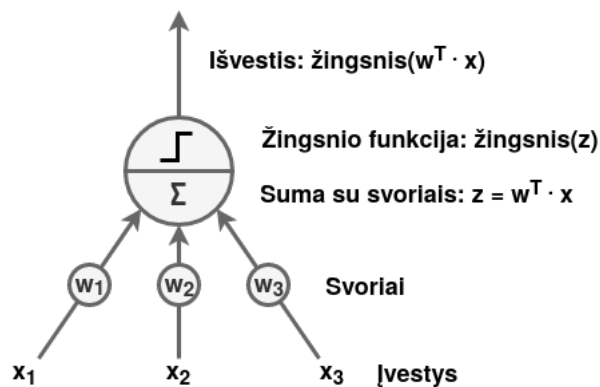 Išvestis: žingsnis(wᵀ · x)
Žingsnio funkcija: žingsnis(z)
Σ
Suma su svoriais: z = wᵀ · x
w₁ w₂ w₃ Svoriai
x₁ x₂ x₃ Įvestys